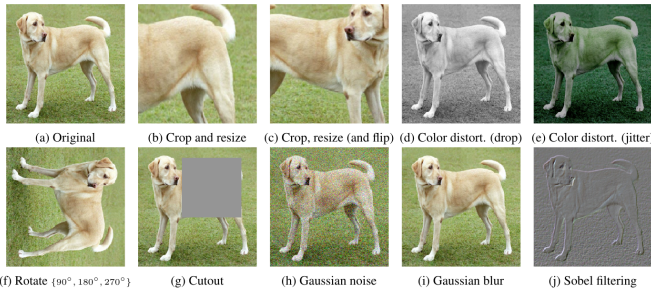 (a) Original
(b) Crop and resize
(c) Crop, resize (and flip)
(d) Color distort. (drop)
(e) Color distort. (jitter)
(f) Rotate {90°, 180°, 270°}
(g) Cutout
(h) Gaussian noise
(i) Gaussian blur
(j) Sobel filtering